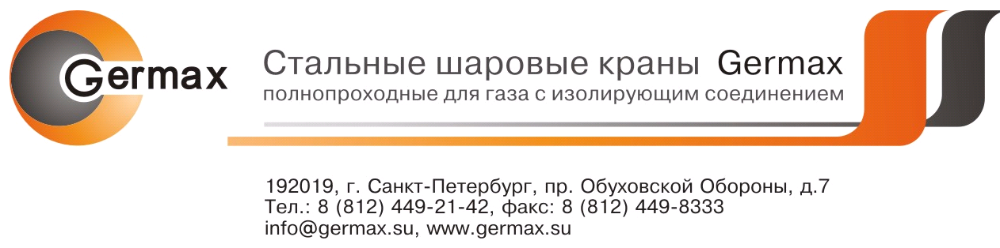 Germax
Стальные шаровые краны Germax
полнопроходные для газа с изолирующим соединением
192019, г. Санкт-Петербург, пр. Обуховской Обороны, д.7
Тел.: 8 (812) 449-21-42, факс: 8 (812) 449-8333
info@germax.su, www.germax.su